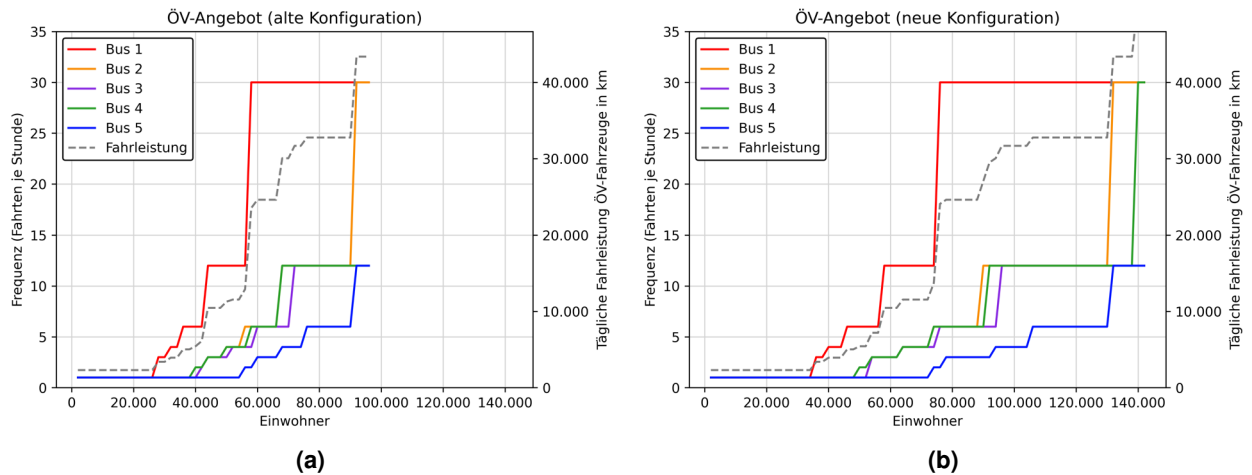 ÖV-Angebot (alte Konfiguration)
35
30
25
20
15
10
5
0
Frequenz (Fahrten je Stunde)
Bus 1
Bus 2
Bus 3
Bus 4
Bus 5
Fahrleistung
40.000
30.000
20.000
10.000
0
Tägliche Fahrleistung ÖV-Fahrzeuge in km
0 20.000 40.000 60.000 80.000 100.000 120.000 140.000
Einwohner
(a)
ÖV-Angebot (neue Konfiguration)
35
30
25
20
15
10
5
0
Frequenz (Fahrten je Stunde)
Bus 1
Bus 2
Bus 3
Bus 4
Bus 5
Fahrleistung
40.000
30.000
20.000
10.000
0
Tägliche Fahrleistung ÖV-Fahrzeuge in km
0 20.000 40.000 60.000 80.000 100.000 120.000 140.000
Einwohner
(b)